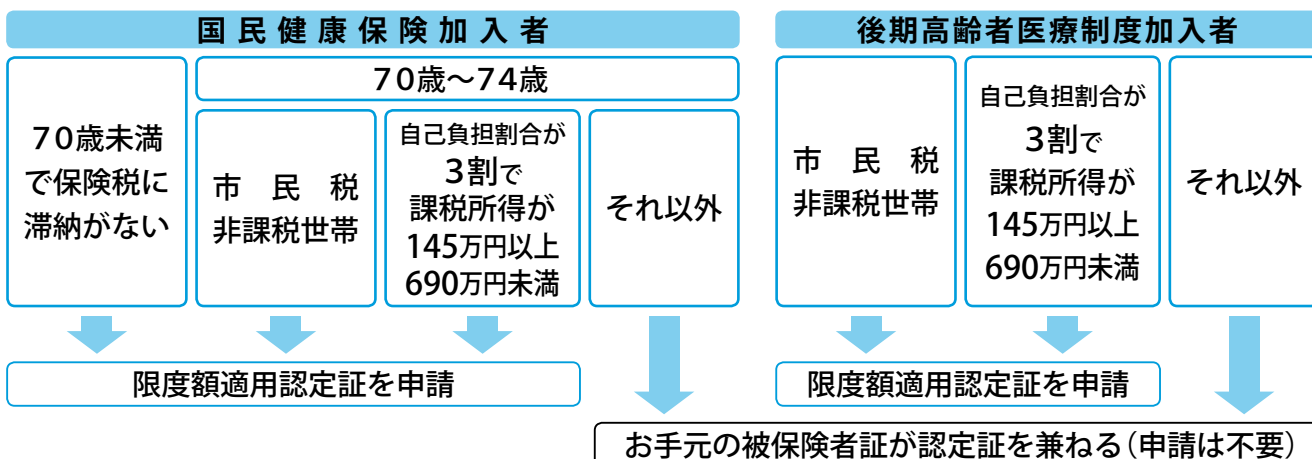 国民健康保険加入者
70歳未満
で保険税に
滞納がない
70歳～74歳
市民税
非課税世帯
自己負担割合が
3割で
課税所得が
145万円以上
690万円未満
それ以外
限度額適用認定証を申請
後期高齢者医療制度加入者
市民税
非課税世帯
自己負担割合が
3割で
課税所得が
145万円以上
690万円未満
それ以外
限度額適用認定証を申請
お手元の被保険者証が認定証を兼ねる（申請は不要）